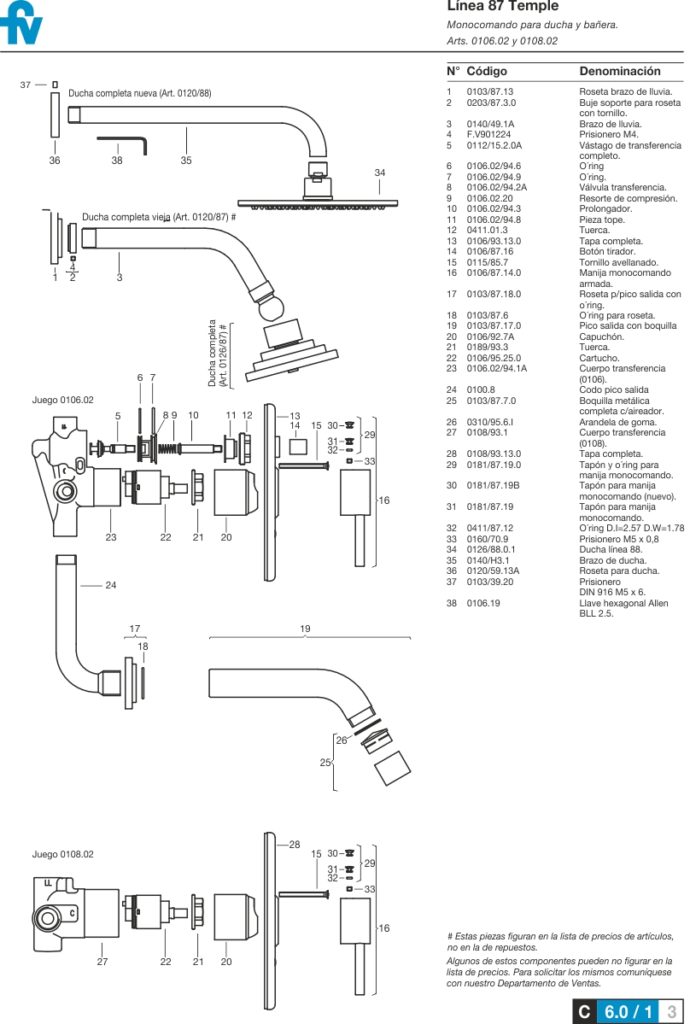 fv
Línea 87 Temple
Monocomando para ducha y bañera.
Arts. 0106.02 y 0108.02
N° Código Denominación
1 0103/87.13 Roseta brazo de lluvia.
2 0203/87.3.0 Buje soporte para roseta
con tornillo.
3 0140/49.1A Brazo de lluvia.
4 F.V901224 Prisionero M4.
5 0112/15.2.0A Vástago de transferencia
completo.
6 0106.02/94.6 O´ring
7 0106.02/94.9 O´ring.
8 0106.02/94.2A Válvula transferencia.
9 0106.02.20 Resorte de compresión.
10 0106.02/94.3 Prolongador.
11 0106.02/94.8 Pieza tope.
12 0411.01.3 Tuerca.
13 0106/93.13.0 Tapa completa.
14 0106/87.16 Botón tirador.
15 0115/85.7 Tornillo avellanado.
16 0106/87.14.0 Manija monocomando
armada.
17 0103/87.18.0 Roseta p/pico salida con
o´ring.
18 0103/87.6 O´ring para roseta.
19 0103/87.17.0 Pico salida con boquilla
20 0106/92.7A Capuchón.
21 0189/93.3 Tuerca.
22 0106/95.25.0 Cartucho.
23 0106.02/94.1A Cuerpo transferencia
(0106).
24 0100.8 Codo pico salida
25 0103/87.7.0 Boquilla metálica
completa c/aireador.
26 0310/95.6.I Arandela de goma.
27 0108/93.1 Cuerpo transferencia
(0108).
28 0108/93.13.0 Tapa completa.
29 0181/87.19.0 Tapón y o´ring para
manija monocomando.
30 0181/87.19B Tapón para manija
monocomando (nuevo).
31 0181/87.19 Tapón para manija
monocomando.
32 0411/87.12 O´ring D.I=2.57 D.W=1.78
33 0160/70.9 Prisionero M5 x 0,8
34 0126/88.0.1 Ducha línea 88.
35 0140/H3.1 Brazo de ducha.
36 0120/59.13A Roseta para ducha.
37 0103/39.20 Prisionero
DIN 916 M5 x 6.
38 0106.19 Llave hexagonal Allen
BLL 2.5.
37
Ducha completa nueva (Art. 0120/88)
36 38 35
34
Ducha completa vieja (Art. 0120/87) #
1 4 2 3
Ducha completa
(Art. 0126/87) #
Juego 0106.02
6 7
5 8 9 10 11 12 13
14 15 30 29
31
32
33
16
LL
23 22 21 20
24
17
18
19
26
25
Juego 0108.02
28
15 30
31 29
32
33
16
LL
C
27 22 21 20
# Estas piezas figuran en la lista de precios de artículos,
no en la de repuestos.
Algunos de estos componentes pueden no figurar en la
lista de precios. Para solicitar los mismos comuníquese
con nuestro Departamento de Ventas.
C 6.0 / 1 3